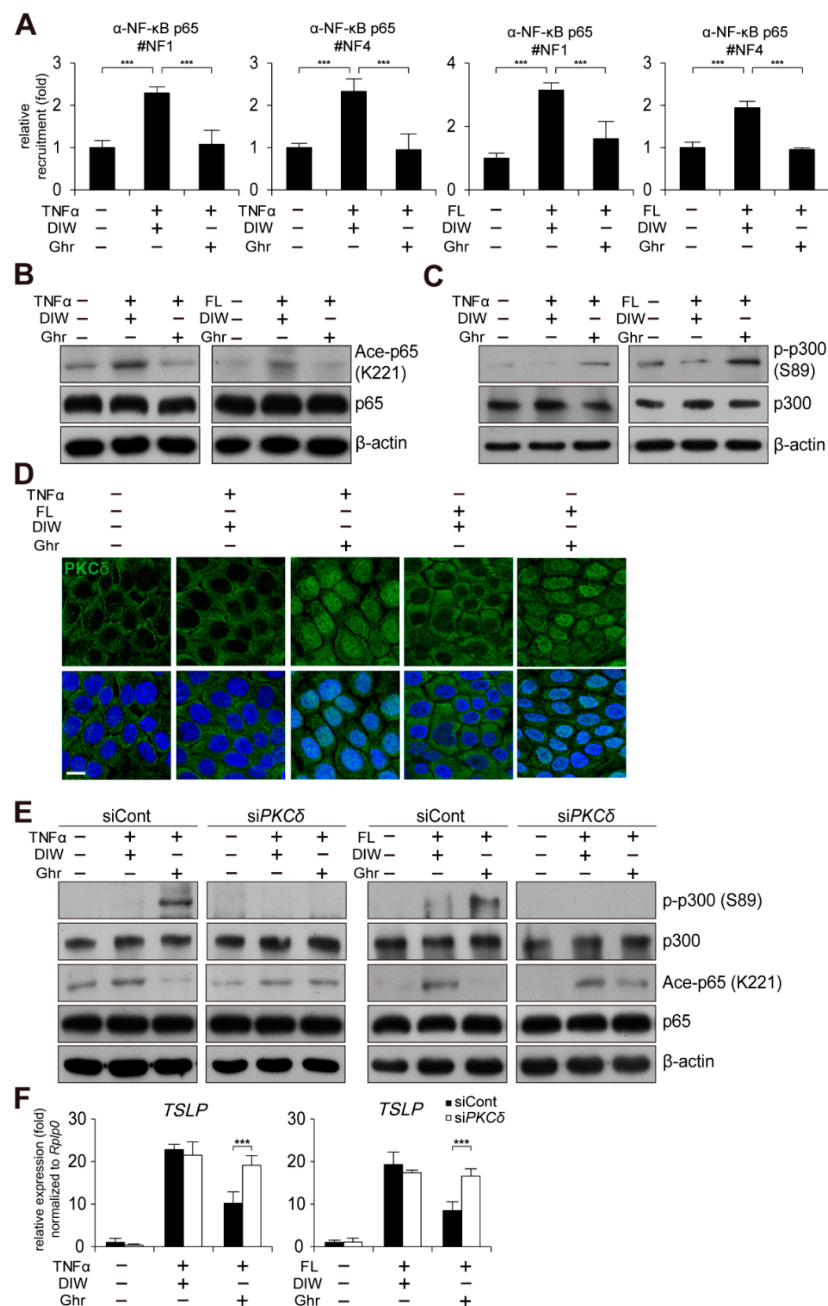 A
α-NF-κB p65 #NF1
α-NF-κB p65 #NF4
α-NF-κB p65 #NF1
α-NF-κB p65 #NF4
relative recruitment (fold)
*** *** *** *** *** *** *** ***
3 3 4 3
2 2 2
2
1 1 1
0 0 0 0
TNFα − + + TNFα − + + FL − + + FL − + +
DIW − + − DIW − + − DIW − + − DIW − + −
Ghr − − + Ghr − − + Ghr − − + Ghr − − +
B
C
TNFα − + + FL − + + TNFα − + + FL − + +
DIW − + − DIW − + − DIW − + − DIW − + −
Ghr − − + Ghr − − + Ghr − − + Ghr − − +
Ace-p65 (K221)
p65
β-actin
p-p300 (S89)
p300
β-actin
D
TNFα − + + − −
FL − − − + +
DIW − + − + −
Ghr − − + − +
PKCδ
E
siCont siPKCδ siCont siPKCδ
TNFα − + + − + + FL − + + − + +
DIW − + − − + − DIW − + − − + −
Ghr − − + − − + Ghr − − + − − +
p-p300 (S89)
p300
Ace-p65 (K221)
p65
β-actin
F
TSLP TSLP
siCont
siPKCδ
relative expression (fold) normalized to Rplp0
*** ***
30 30
20 20
10 10
0 0
TNFα − + + FL − + +
DIW − + − DIW − + −
Ghr − − + Ghr − − +